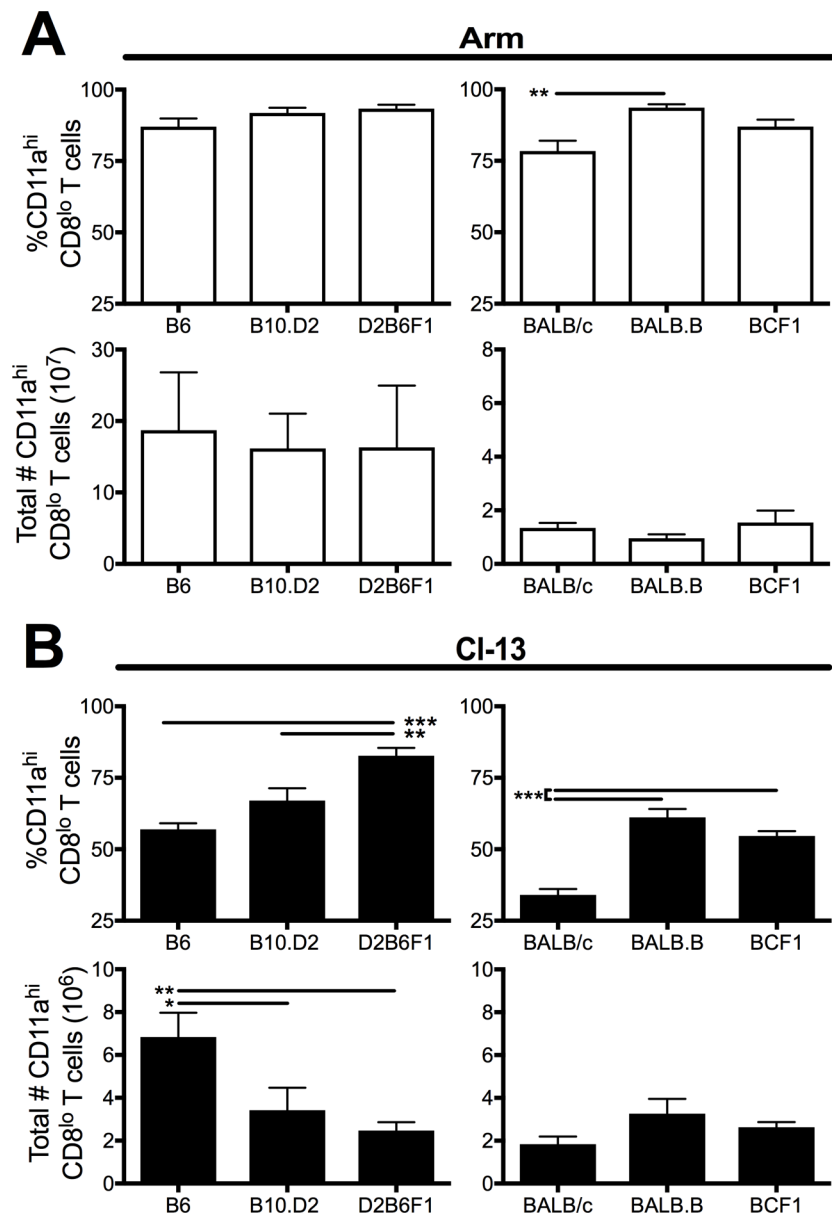 A
Arm
%CD11a^hi
CD8^lo T cells
100
75
50
25
B6
B10.D2
D2B6F1
**
100
75
50
25
BALB/c
BALB.B
BCF1
Total # CD11a^hi
CD8^lo T cells (10^7)
30
20
10
0
B6
B10.D2
D2B6F1
8
6
4
2
0
BALB/c
BALB.B
BCF1
B
Cl-13
%CD11a^hi
CD8^lo T cells
100
75
50
25
***
**
B6
B10.D2
D2B6F1
100
75
50
25
***
BALB/c
BALB.B
BCF1
Total # CD11a^hi
CD8^lo T cells (10^6)
10
8
6
4
2
0
**
*
B6
B10.D2
D2B6F1
10
8
6
4
2
0
BALB/c
BALB.B
BCF1